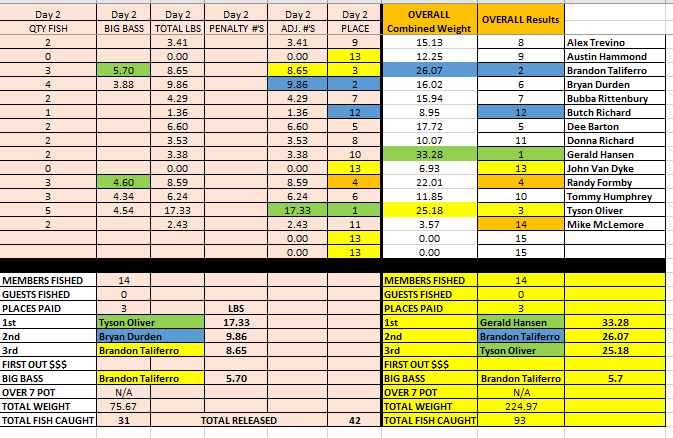 Day 2 Day 2 Day 2 Day 2 Day 2 Day 2 OVERALL OVERALL Results
QTY FISH BIG BASS TOTAL LBS PENALTY #'S ADJ. #'S PLACE Combined Weight
2 3.41 3.41 9 15.13 8 Alex Trevino
0 0.00 0.00 13 12.25 9 Austin Hammond
3 5.70 8.65 8.65 3 26.07 2 Brandon Taliferro
4 3.88 9.86 9.86 2 16.02 6 Bryan Durden
2 4.29 4.29 7 15.94 7 Bubba Rittenbury
1 1.36 1.36 12 8.95 12 Butch Richard
2 6.60 6.60 5 17.72 5 Dee Barton
2 3.53 3.53 8 10.07 11 Donna Richard
2 3.38 3.38 10 33.28 1 Gerald Hansen
0 0.00 0.00 13 6.93 13 John Van Dyke
3 4.60 8.59 8.59 4 22.01 4 Randy Formby
3 4.34 6.24 6.24 6 11.85 10 Tommy Humphrey
5 4.54 17.33 17.33 1 25.18 3 Tyson Oliver
2 2.43 2.43 11 3.57 14 Mike McLemore
0.00 13 0.00 15
0.00 13 0.00 15
MEMBERS FISHED 14 MEMBERS FISHED 14
GUESTS FISHED 0 GUESTS FISHED 0
PLACES PAID 3 LBS PLACES PAID 3
1st Tyson Oliver 17.33 1st Gerald Hansen 33.28
2nd Bryan Durden 9.86 2nd Brandon Taliferro 26.07
3rd Brandon Taliferro 8.65 3rd Tyson Oliver 25.18
FIRST OUT $$$ FIRST OUT $$$
BIG BASS Brandon Taliferro 5.70 BIG BASS Brandon Taliferro 5.7
OVER 7 POT N/A OVER 7 POT N/A
TOTAL WEIGHT 75.67 TOTAL WEIGHT 224.97
TOTAL FISH CAUGHT 31 TOTAL RELEASED 42 TOTAL FISH CAUGHT 93